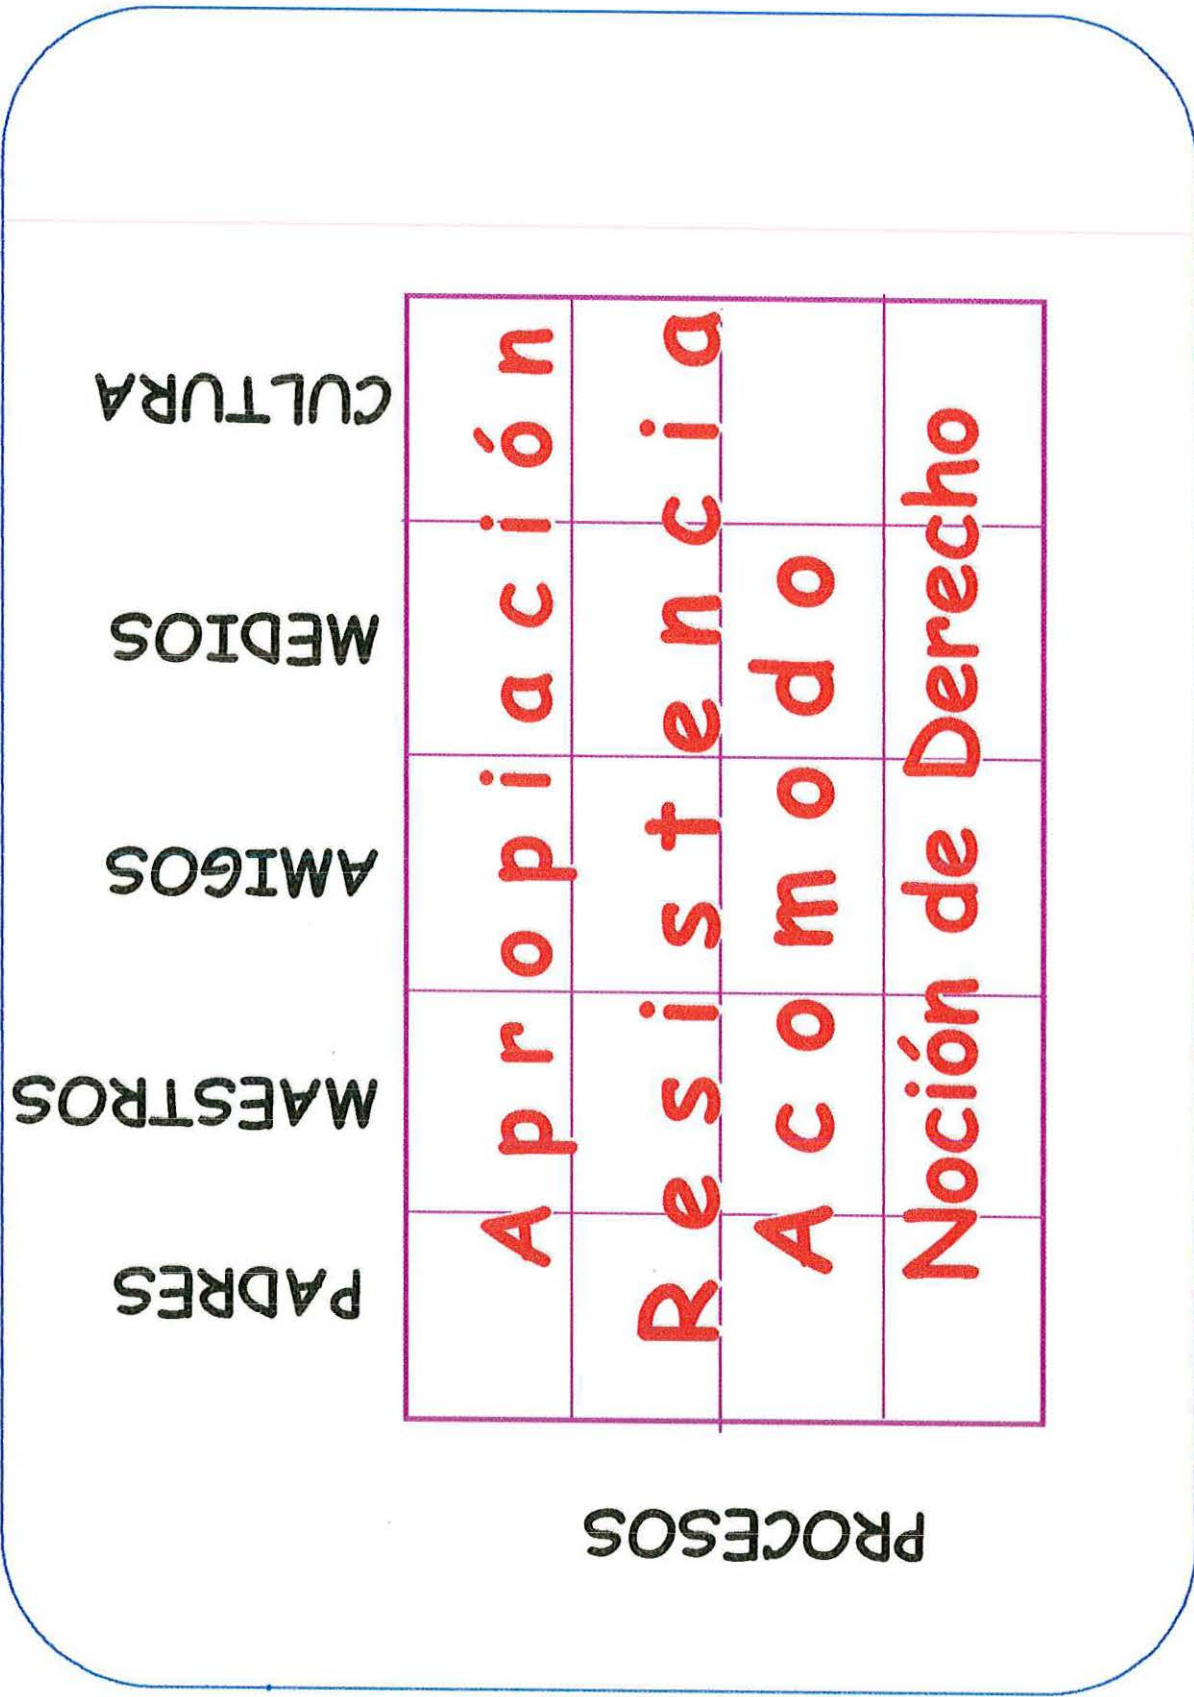 PROCESOS
PADRES
MAESTROS
AMIGOS
MEDIOS
CULTURA
Apropiación
Resistencia
Acomodo
Noción de Derecho